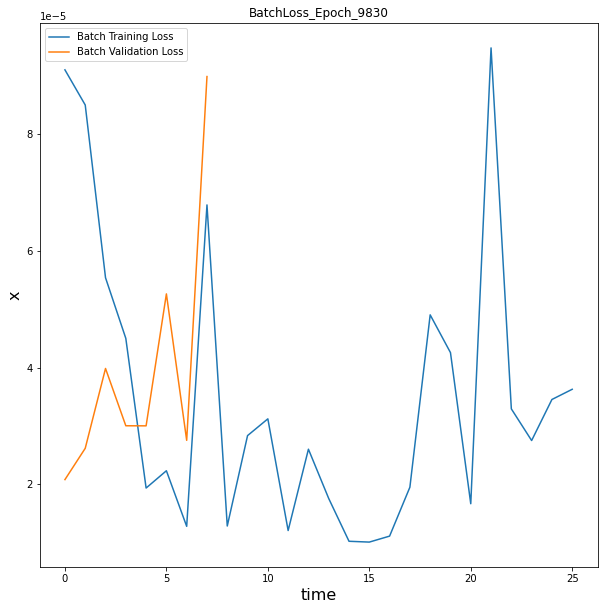 BatchLoss_Epoch_9830
1e−5
Batch Training Loss
Batch Validation Loss
8
6
4
2
x
0 5 10 15 20 25
time